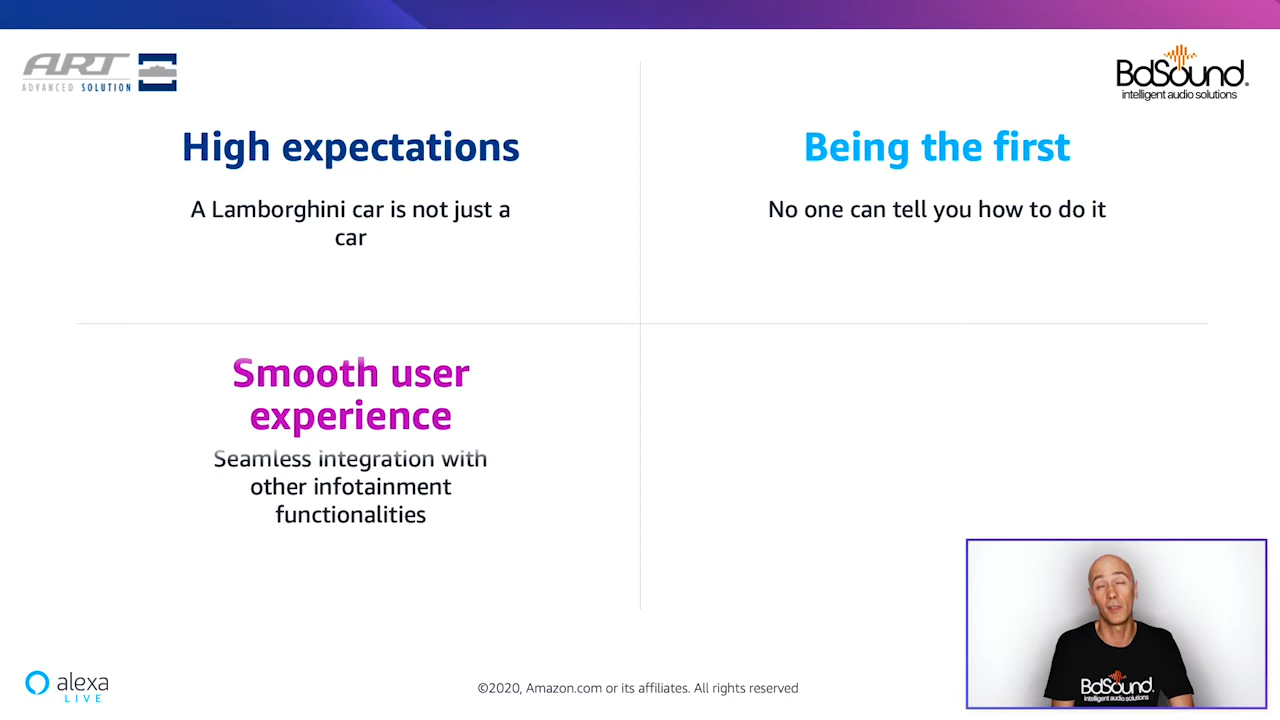 ART
ADVANCED SOLUTION
BdSound®
intelligent audio solutions
High expectations
A Lamborghini car is not just a
car
Being the first
No one can tell you how to do it
Smooth user
experience
Seamless integration with
other infotainment
functionalities
BdSound.
intelligent audio solutions
alexa
LIVE
©2020, Amazon.com or its affiliates. All rights reserved